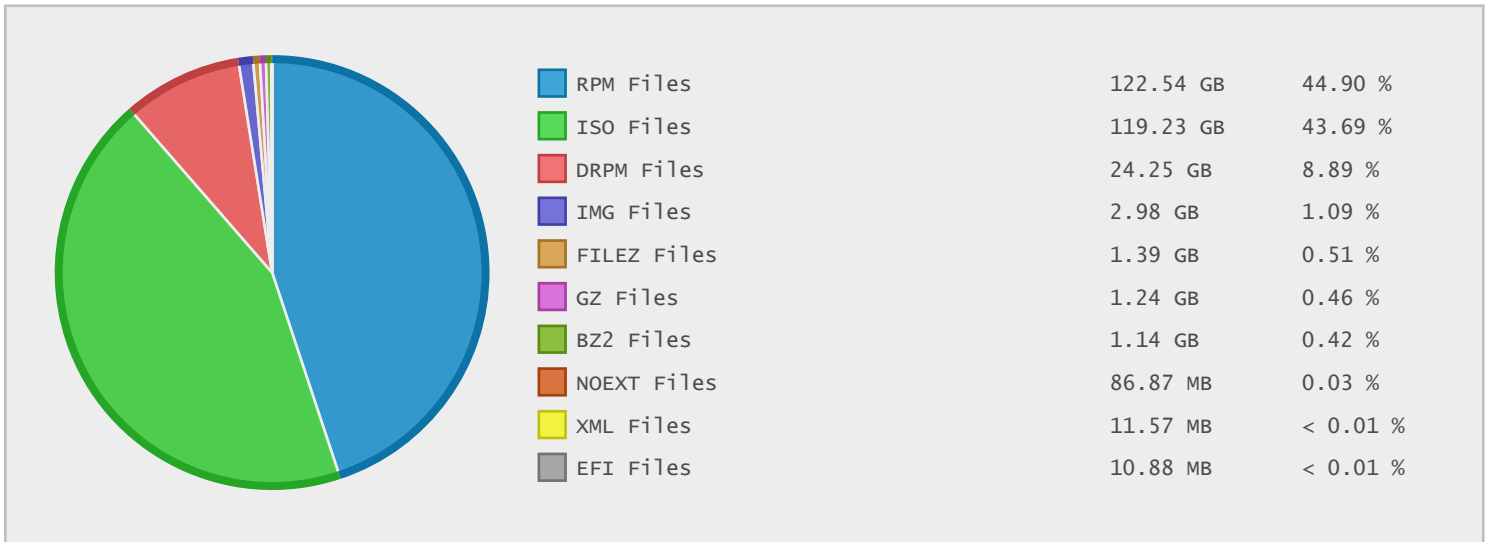 RPM Files 122.54 GB 44.90 %
ISO Files 119.23 GB 43.69 %
DRPM Files 24.25 GB 8.89 %
IMG Files 2.98 GB 1.09 %
FILEZ Files 1.39 GB 0.51 %
GZ Files 1.24 GB 0.46 %
BZ2 Files 1.14 GB 0.42 %
NOEXT Files 86.87 MB 0.03 %
XML Files 11.57 MB < 0.01 %
EFI Files 10.88 MB < 0.01 %